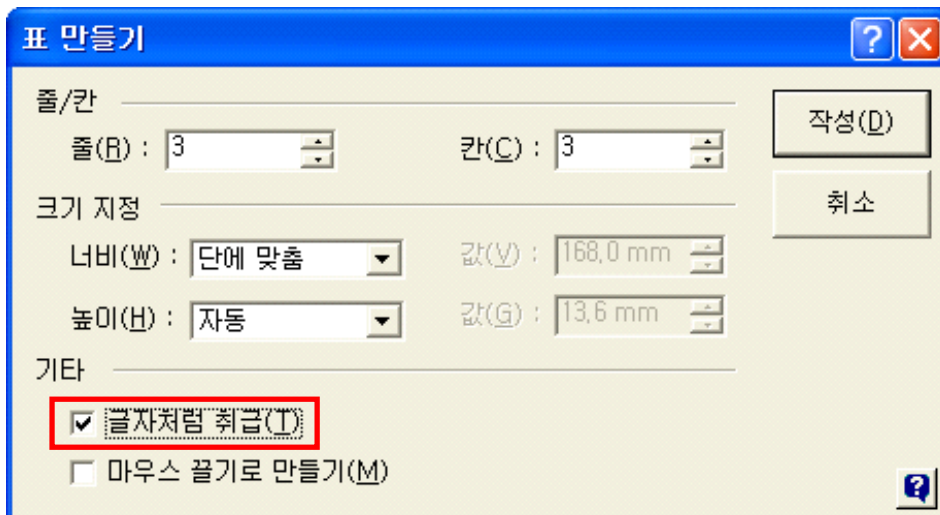 표 만들기
줄/칸
줄(R) : 3 칸(C) : 3
작성(D)
취소
크기 지정
너비(W) : 단에 맞춤 값(V) : 168.0 mm
높이(H) : 자동 값(G) : 13.6 mm
기타
글자처럼 취급(T)
마우스 끌기로 만들기(M)